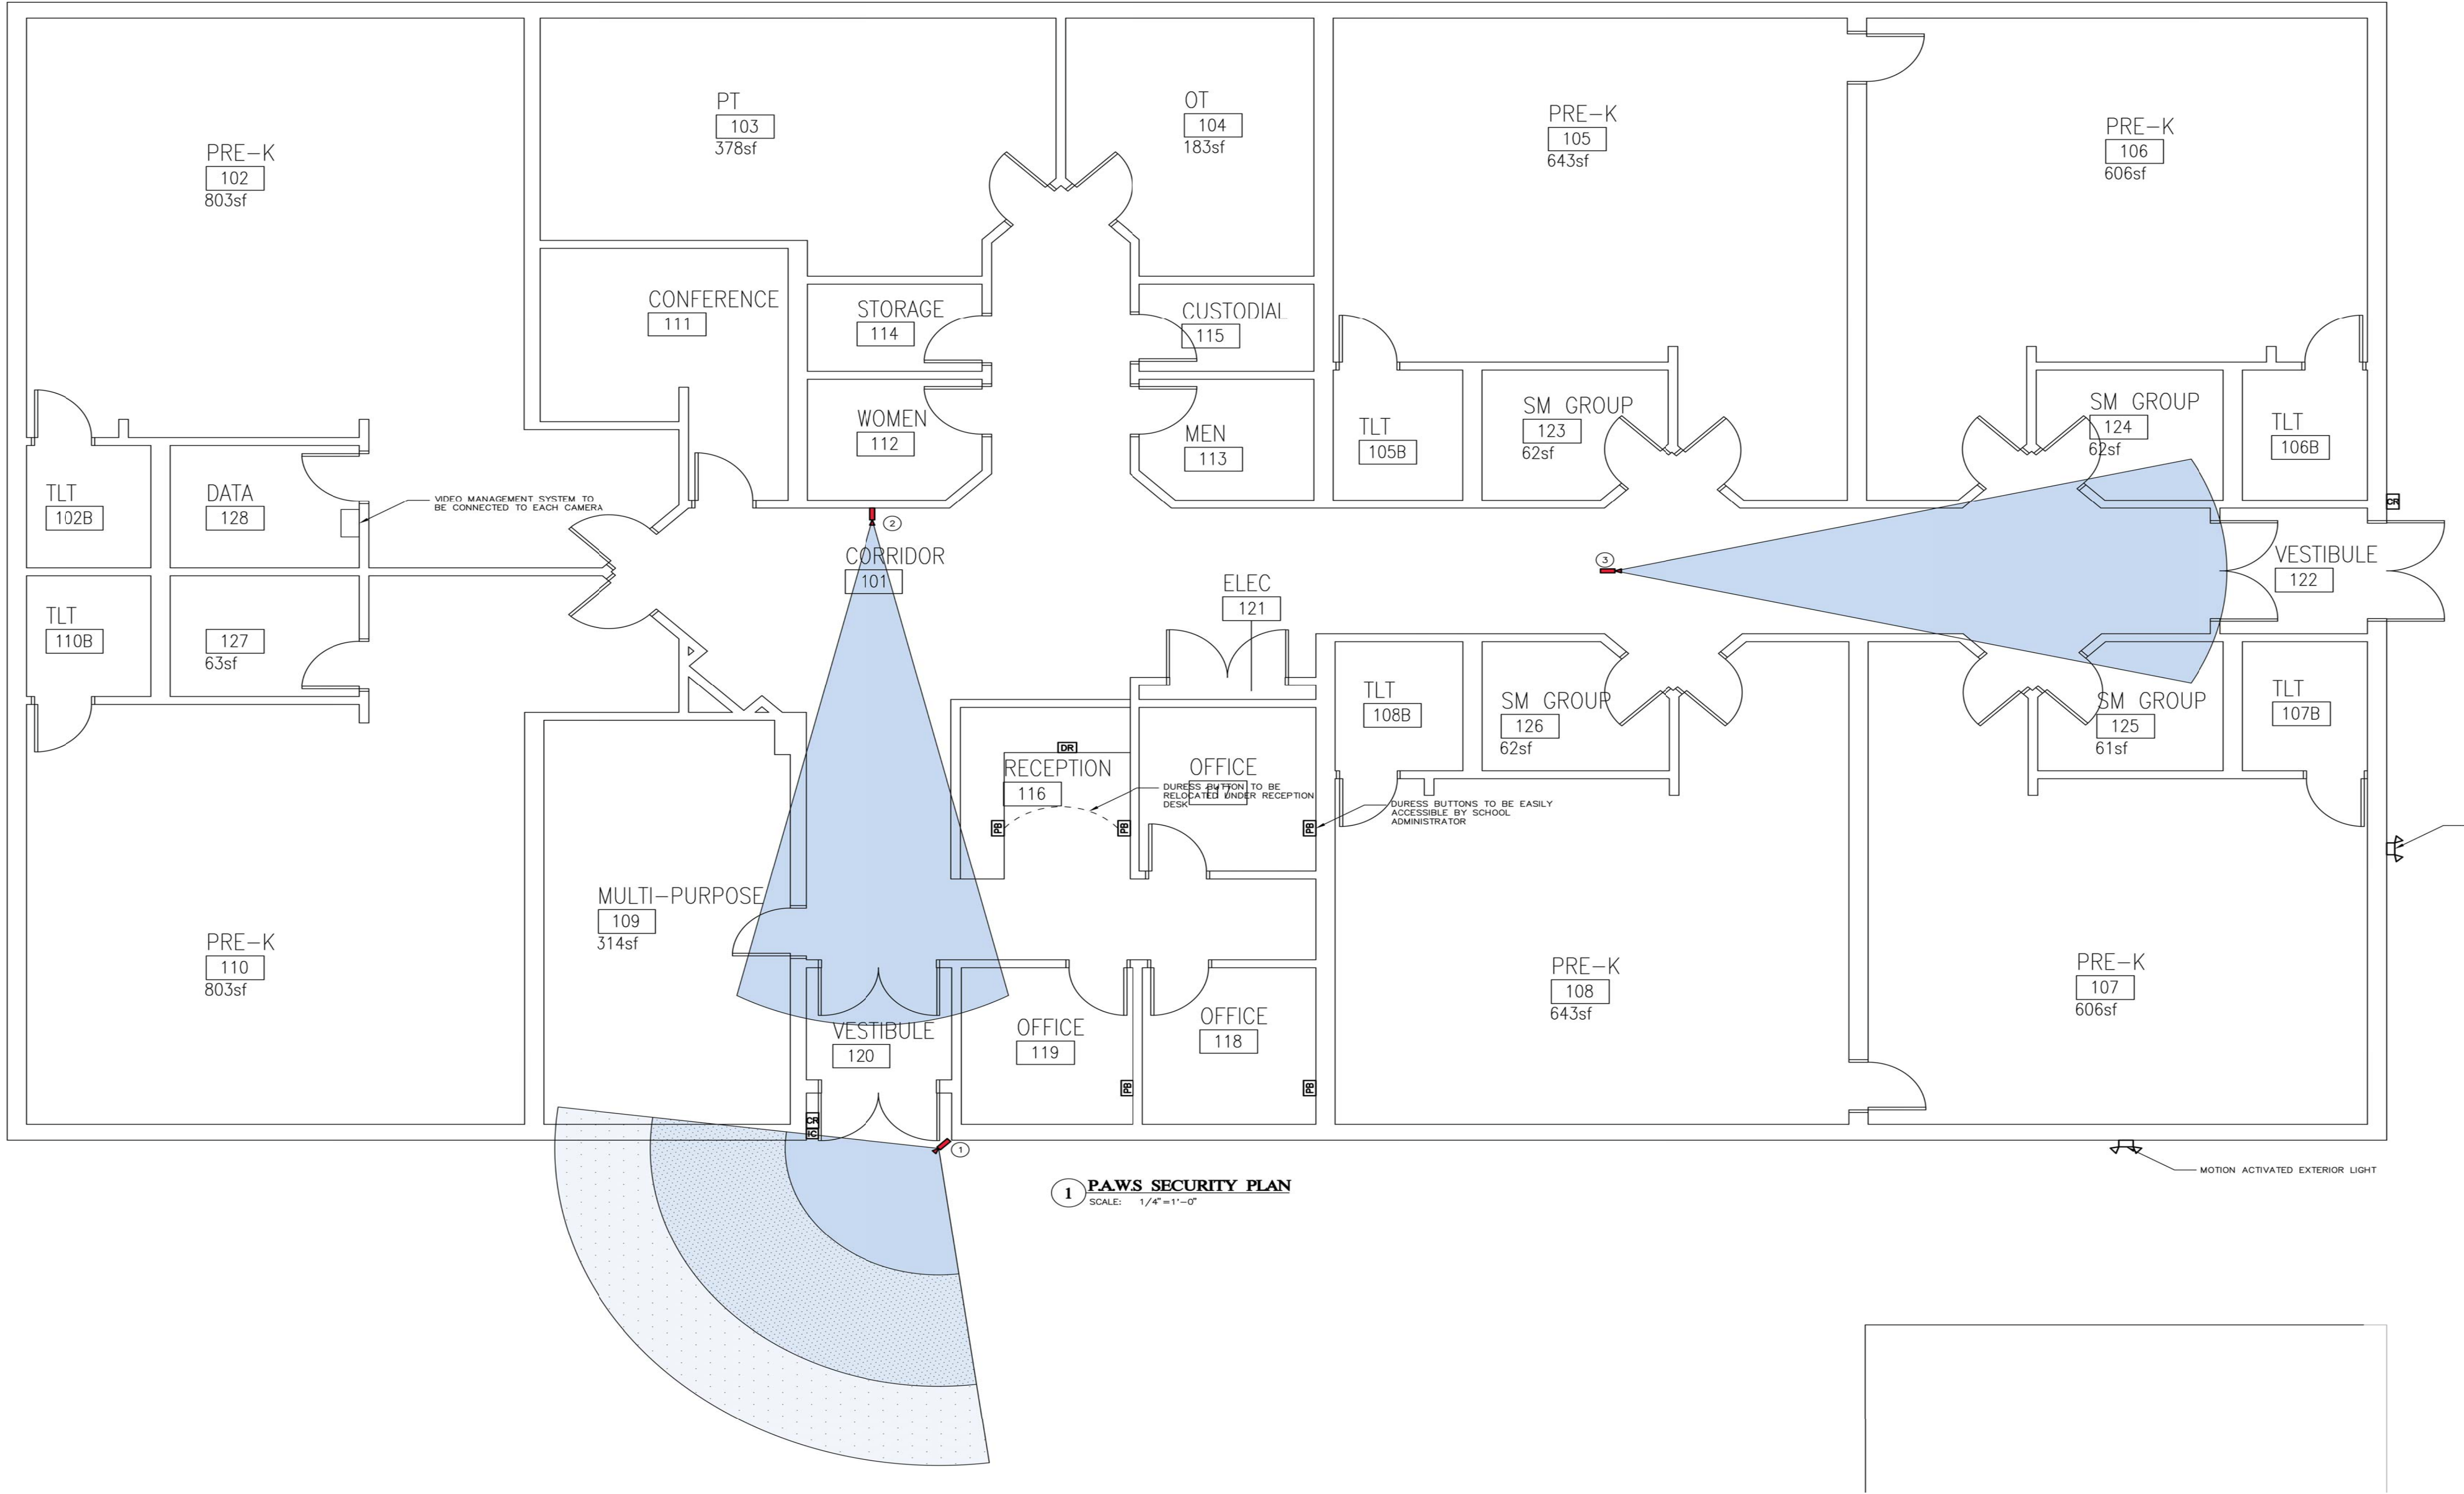 PRE-K
102
803sf
PT
103
378sf
OT
104
183sf
PRE-K
105
643sf
PRE-K
106
606sf
CONFERENCE
111
STORAGE
114
CUSTODIAL
115
WOMEN
112
MEN
113
TLT
105B
SM GROUP
123
62sf
SM GROUP
124
62sf
TLT
106B
TLT
102B
DATA
128
VIDEO MANAGEMENT SYSTEM TO
BE CONNECTED TO EACH CAMERA
2
CORRIDOR
101
3
CR
VESTIBULE
122
ELEC
121
TLT
110B
127
63sf
TLT
108B
SM GROUP
126
62sf
SM GROUP
125
61sf
TLT
107B
DR
RECEPTION
116
PB
PB
OFFICE
117
DURESS BUTTON TO BE
RELOCATED UNDER RECEPTION
DESK
PB
DURESS BUTTONS TO BE EASILY
ACCESSIBLE BY SCHOOL
ADMINISTRATOR
MULTI-PURPOSE
109
314sf
PRE-K
110
803sf
PRE-K
108
643sf
PRE-K
107
606sf
VESTIBULE
120
OFFICE
119
OFFICE
118
PB
PB
CR
1
MOTION ACTIVATED EXTERIOR LIGHT
1
P.A.W.S SECURITY PLAN
SCALE: 1/4"=1'-0"